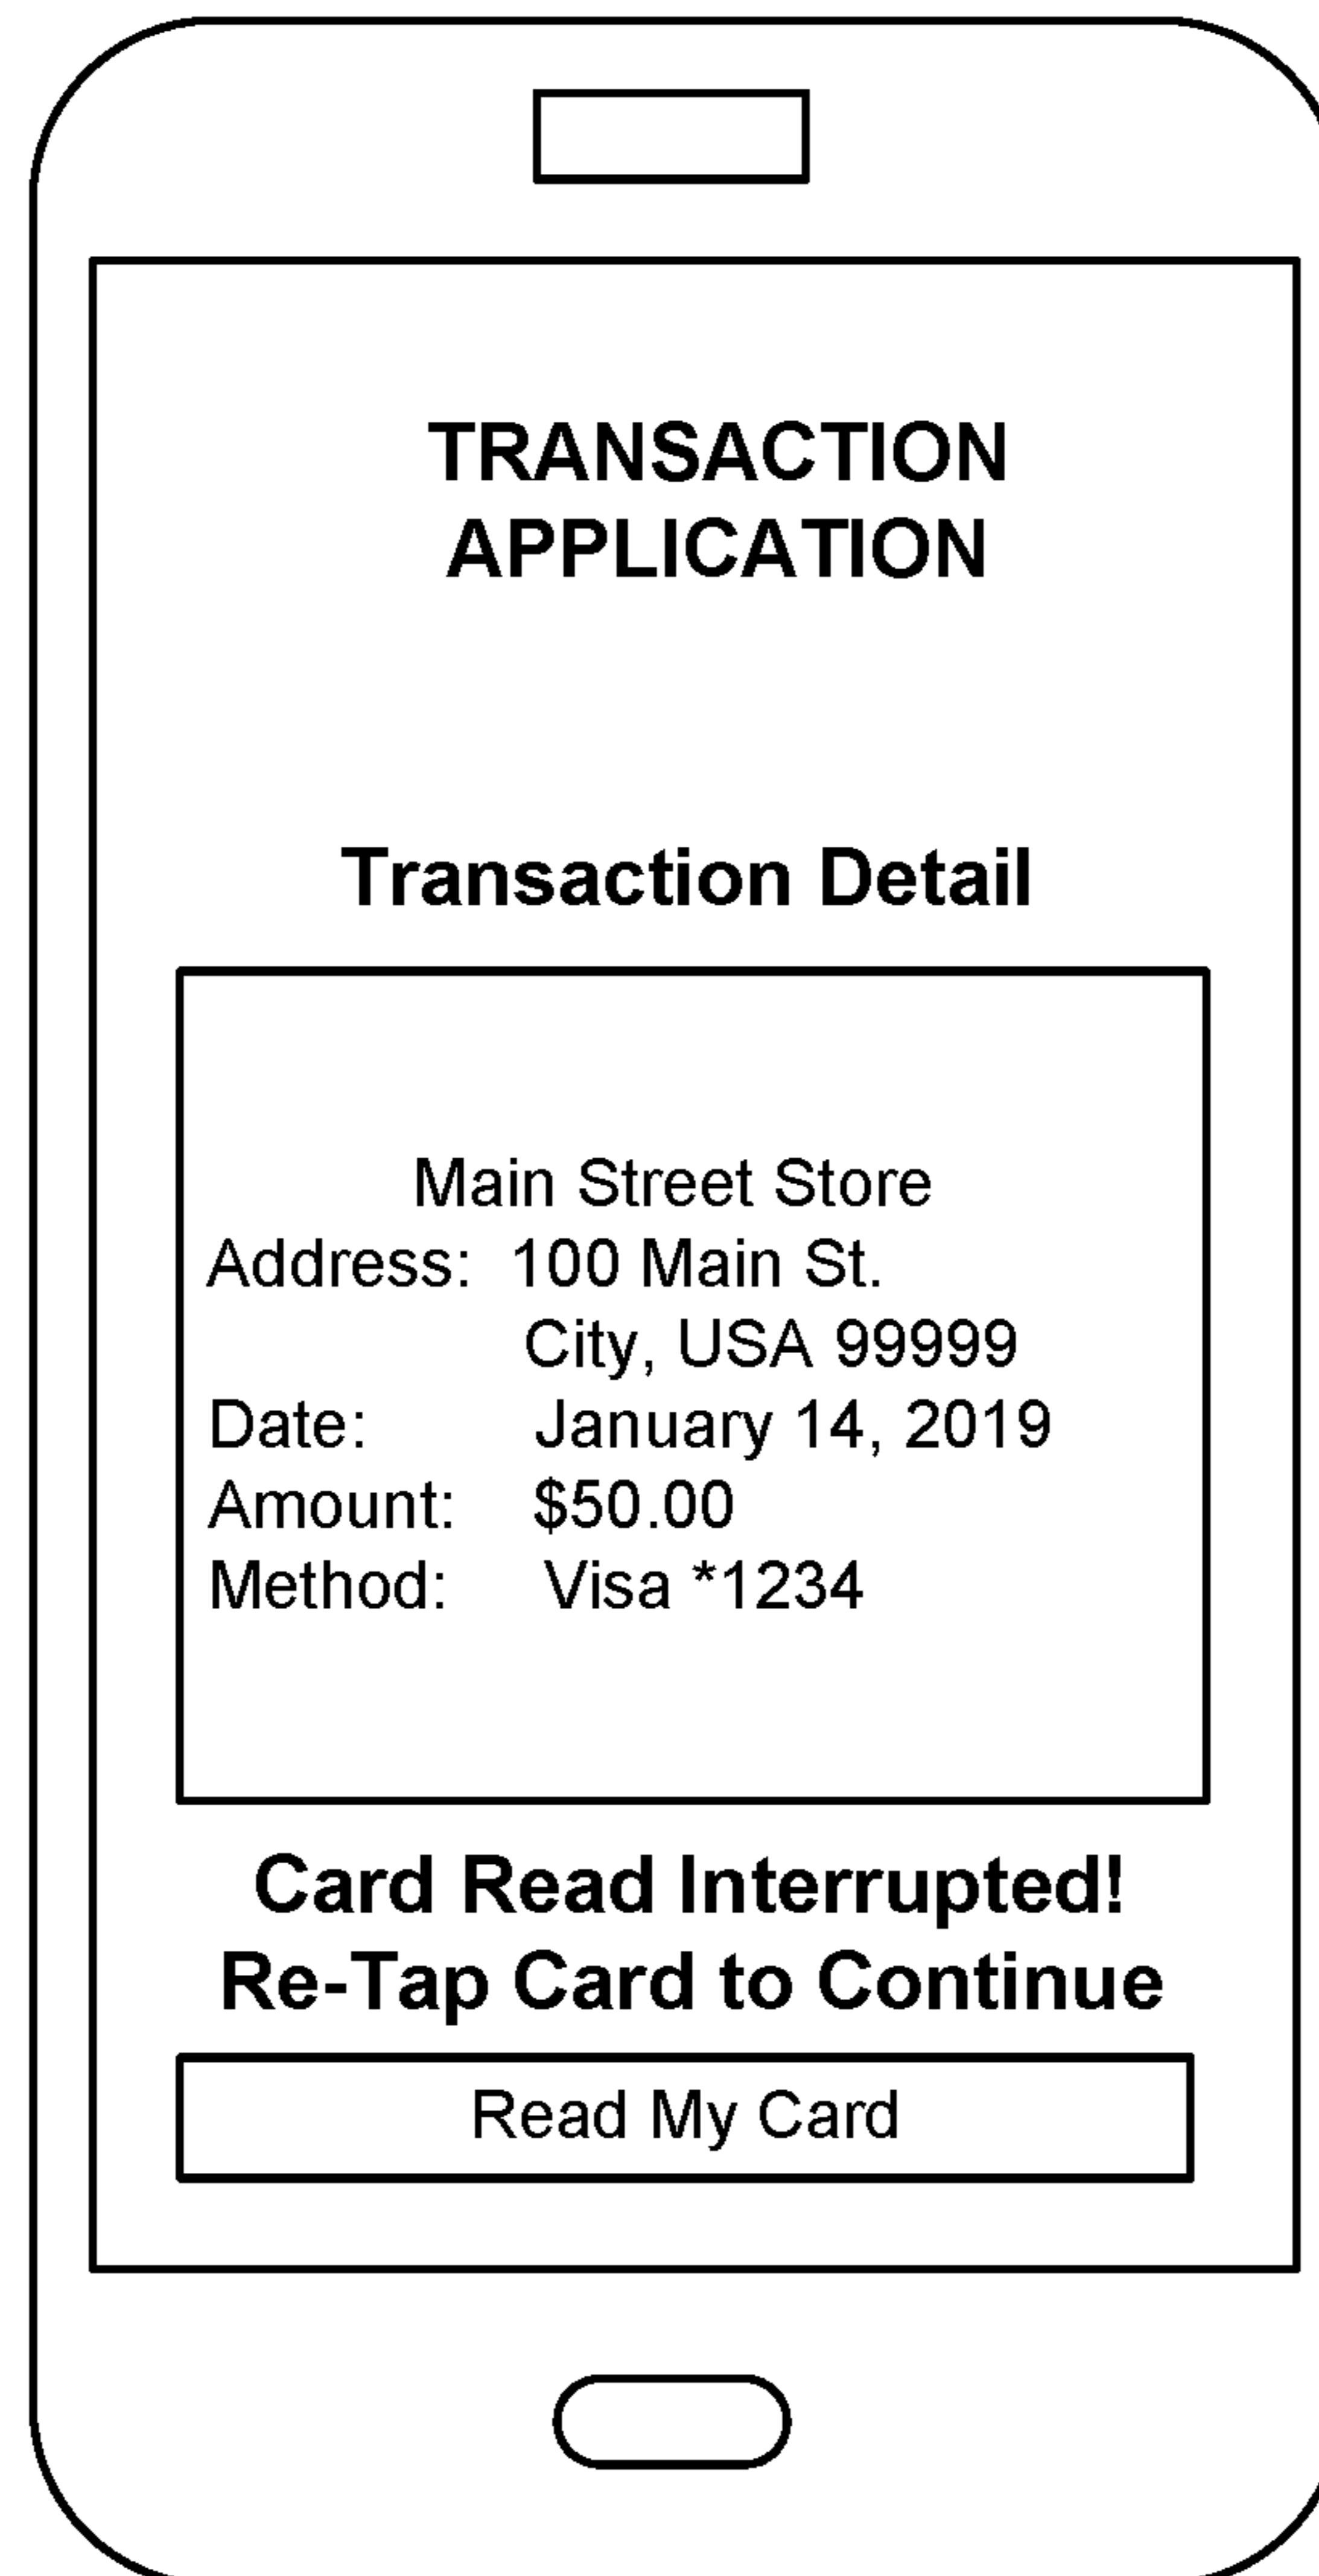 TRANSACTION
APPLICATION
Transaction Detail
Main Street Store
Address: 100 Main St.
City, USA 99999
Date: January 14, 2019
Amount: $50.00
Method: Visa *1234
Card Read Interrupted!
Re-Tap Card to Continue
Read My Card